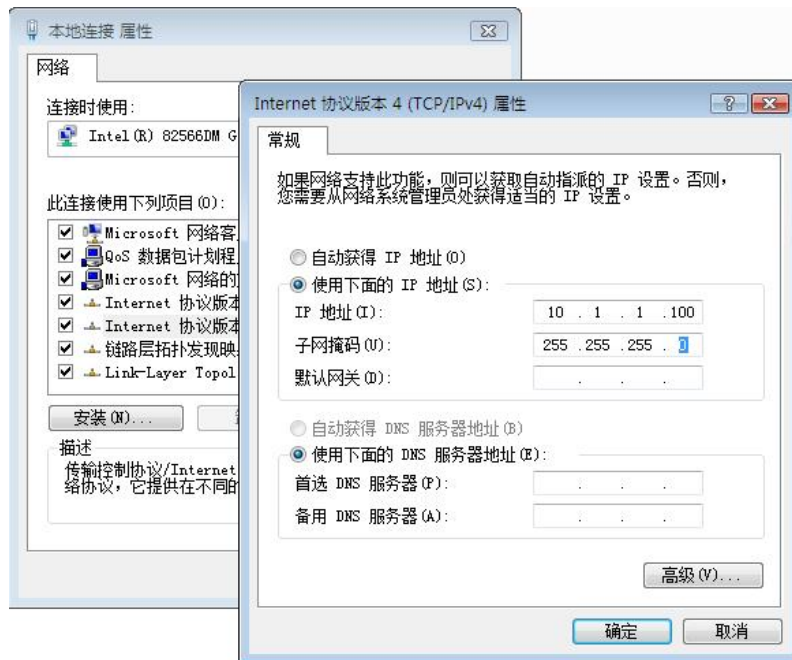 本地连接 属性
网络
连接时使用:
Intel(R) 82566DM G
此连接使用下列项目(O):
Microsoft 网络客
QoS 数据包计划程
Microsoft 网络的
Internet 协议版本
Internet 协议版本
链路层拓扑发现映
Link-Layer Topol
安装(N)...
描述
传输控制协议/Internet
络协议，它提供在不同的
Internet 协议版本 4 (TCP/IPv4) 属性
常规
如果网络支持此功能，则可以获取自动指派的 IP 设置。否则，
您需要从网络系统管理员处获得适当的 IP 设置。
自动获得 IP 地址(O)
使用下面的 IP 地址(S):
IP 地址(I): 10 . 1 . 1 .100
子网掩码(U): 255 .255 .255 . 0
默认网关(D): . . .
自动获得 DNS 服务器地址(B)
使用下面的 DNS 服务器地址(E):
首选 DNS 服务器(P): . . .
备用 DNS 服务器(A): . . .
高级(V)...
确定 取消